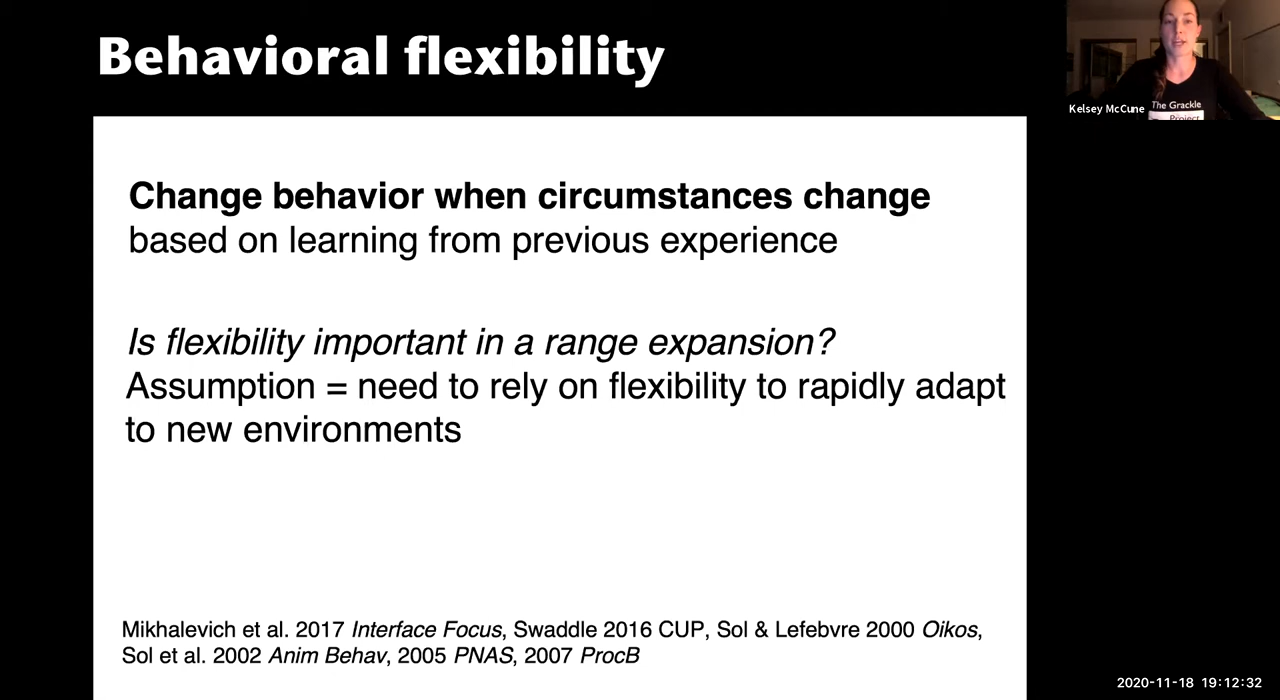 Behavioral flexibility
Kelsey McCune
The Grackle
Project
Change behavior when circumstances change
based on learning from previous experience
Is flexibility important in a range expansion?
Assumption = need to rely on flexibility to rapidly adapt
to new environments
Mikhalevich et al. 2017 Interface Focus, Swaddle 2016 CUP, Sol & Lefebvre 2000 Oikos,
Sol et al. 2002 Anim Behav, 2005 PNAS, 2007 ProcB
2020-11-18 19:12:32